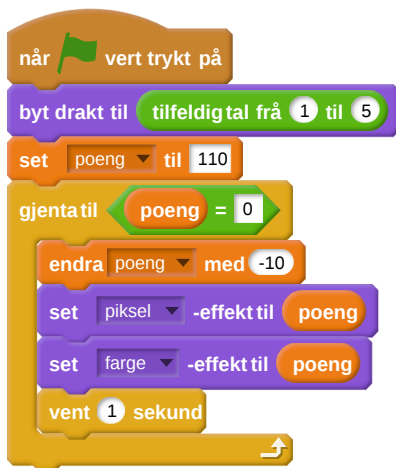 når vert trykt på
byt drakt til tilfeldig tal frå 1 til 5
set poeng til 110
gjenta til poeng = 0
endra poeng med -10
set piksel -effekt til poeng
set farge -effekt til poeng
vent 1 sekund